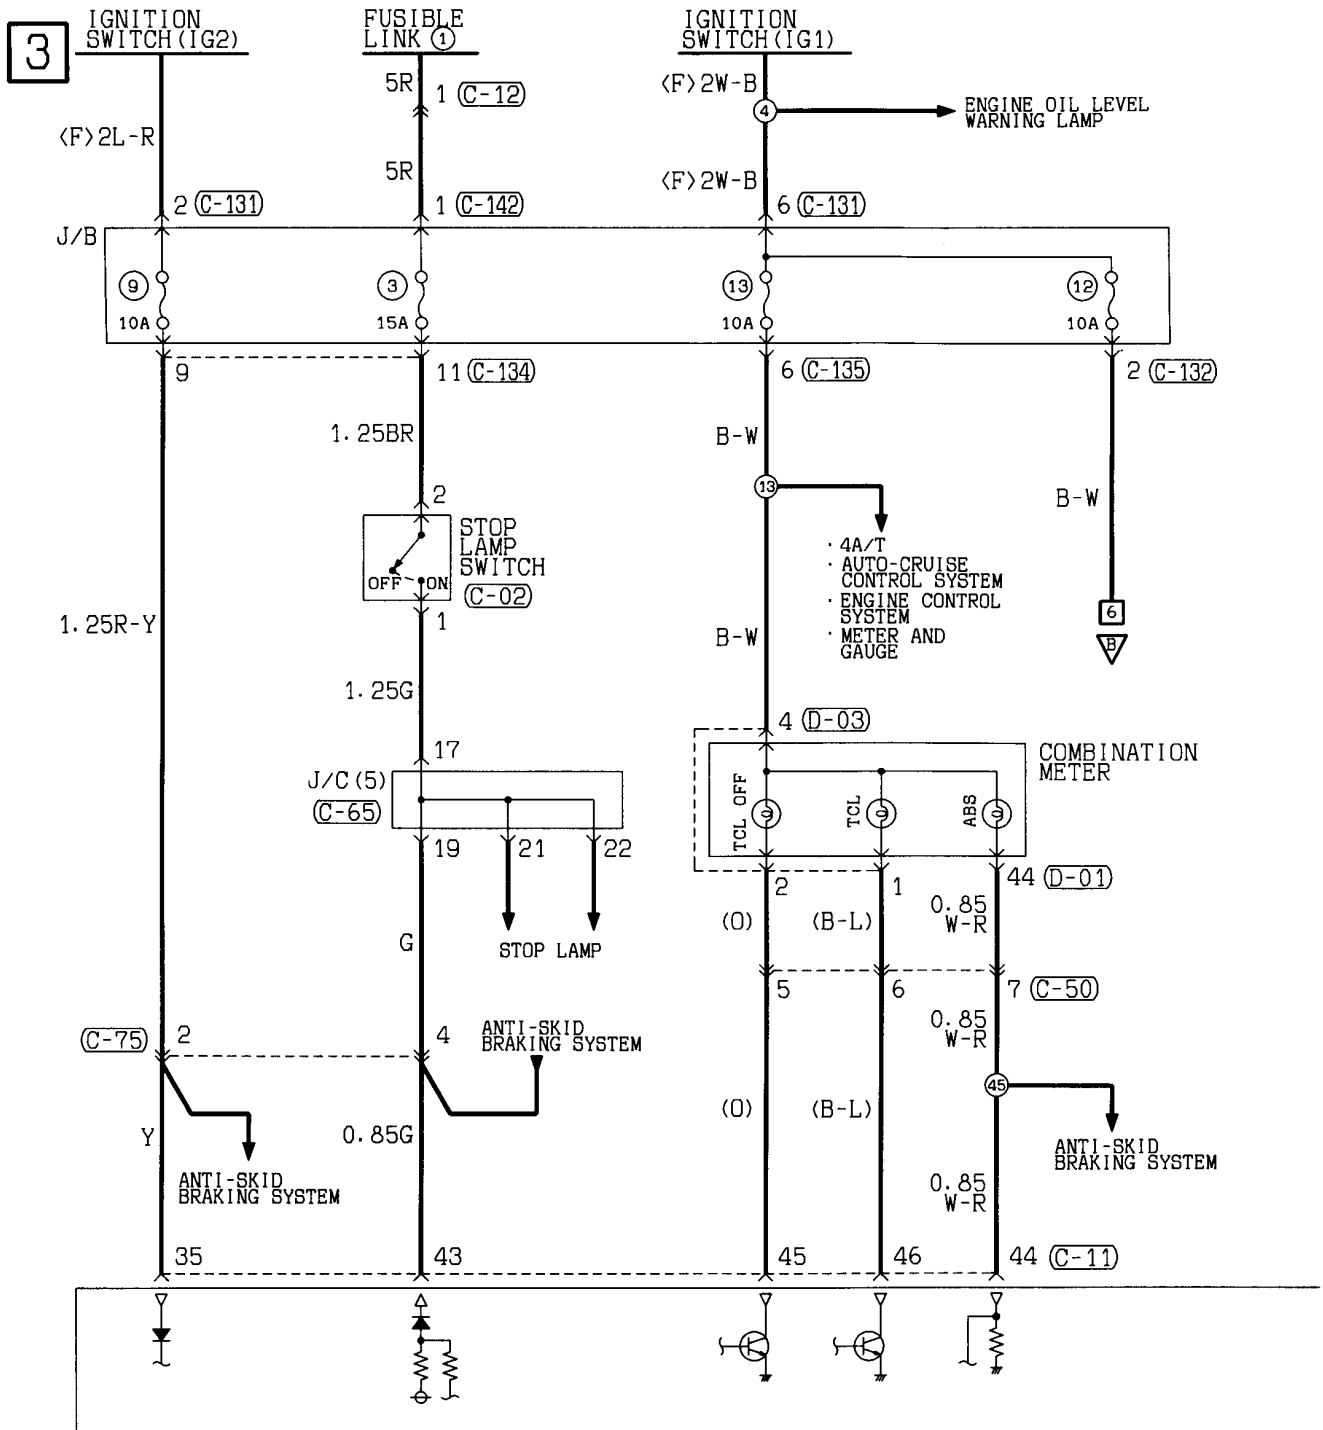 3
IGNITION
SWITCH(IG2)
FUSIBLE
LINK ①
IGNITION
SWITCH(IG1)
5R
1 (C-12)
<F>2W-B
4
ENGINE OIL LEVEL
WARNING LAMP
<F>2L-R
5R
<F>2W-B
2 (C-131)
1 (C-142)
6 (C-131)
J/B
9
3
13
12
10A
15A
10A
10A
9
11 (C-134)
6 (C-135)
2 (C-132)
1.25BR
B-W
2
13
B-W
STOP
LAMP
SWITCH
(C-02)
OFF
ON
· 4A/T
· AUTO-CRUISE
CONTROL SYSTEM
· ENGINE CONTROL
SYSTEM
· METER AND
GAUGE
6
B
1
1.25R-Y
B-W
1.25G
4 (D-03)
17
COMBINATION
METER
J/C(5)
(C-65)
TCL OFF
TCL
ABS
19
21
22
2
1
44 (D-01)
(O)
(B-L)
0.85
W-R
G
STOP LAMP
5
6
7 (C-50)
(C-75)
2
4
ANTI-SKID
BRAKING SYSTEM
0.85
W-R
45
Y
0.85G
(O)
(B-L)
ANTI-SKID
BRAKING SYSTEM
ANTI-SKID
BRAKING SYSTEM
0.85
W-R
35
43
45
46
44 (C-11)